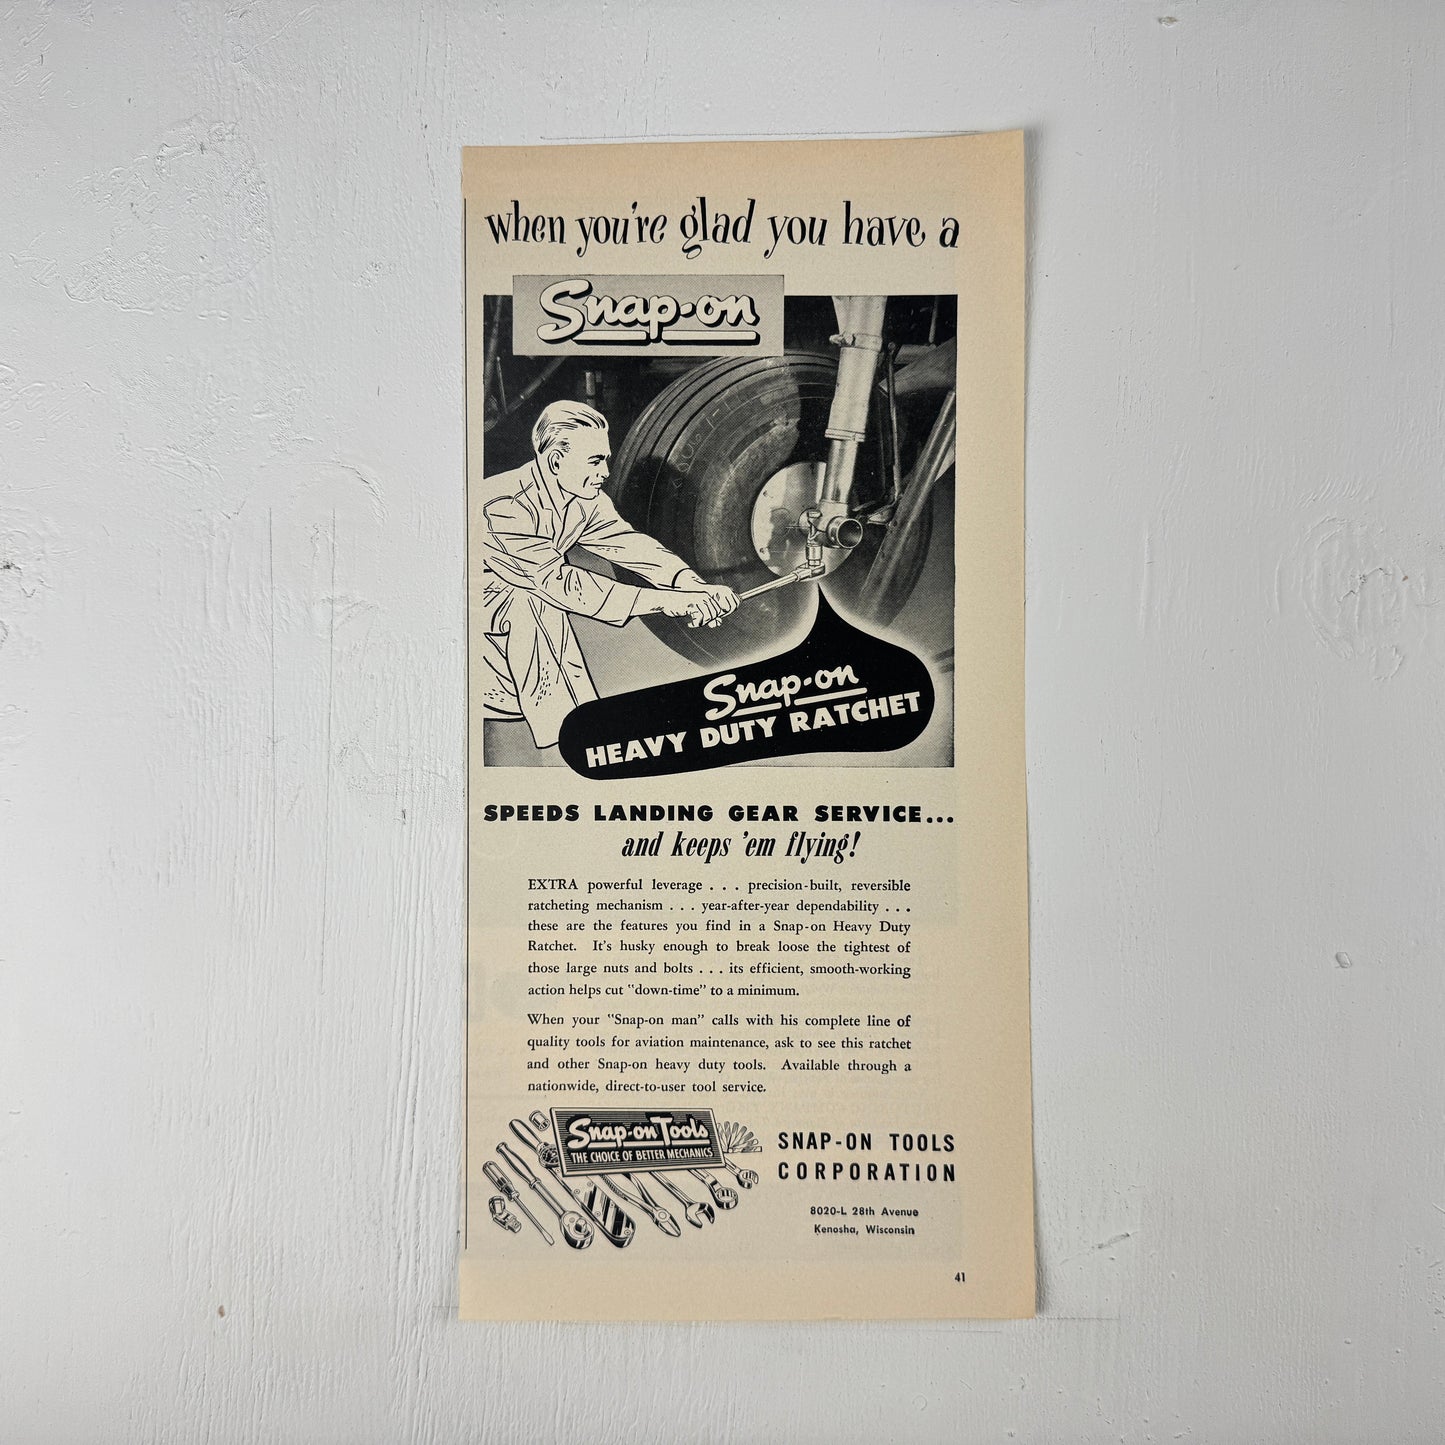 when you're glad you have a
Snap-on
Snap-on
HEAVY DUTY RATCHET
SPEEDS LANDING GEAR SERVICE...
and keeps 'em flying!
EXTRA powerful leverage . . . precision-built, reversible
ratcheting mechanism . . . year-after-year dependability . . .
these are the features you find in a Snap-on Heavy Duty
Ratchet. It's husky enough to break loose the tightest of
those large nuts and bolts . . . its efficient, smooth-working
action helps cut "down-time" to a minimum.
When your "Snap-on man" calls with his complete line of
quality tools for aviation maintenance, ask to see this ratchet
and other Snap-on heavy duty tools. Available through a
nationwide, direct-to-user tool service.
Snap-on Tools
THE CHOICE OF BETTER MECHANICS
SNAP-ON TOOLS
CORPORATION
8020-L 28th Avenue
Kenosha, Wisconsin
41